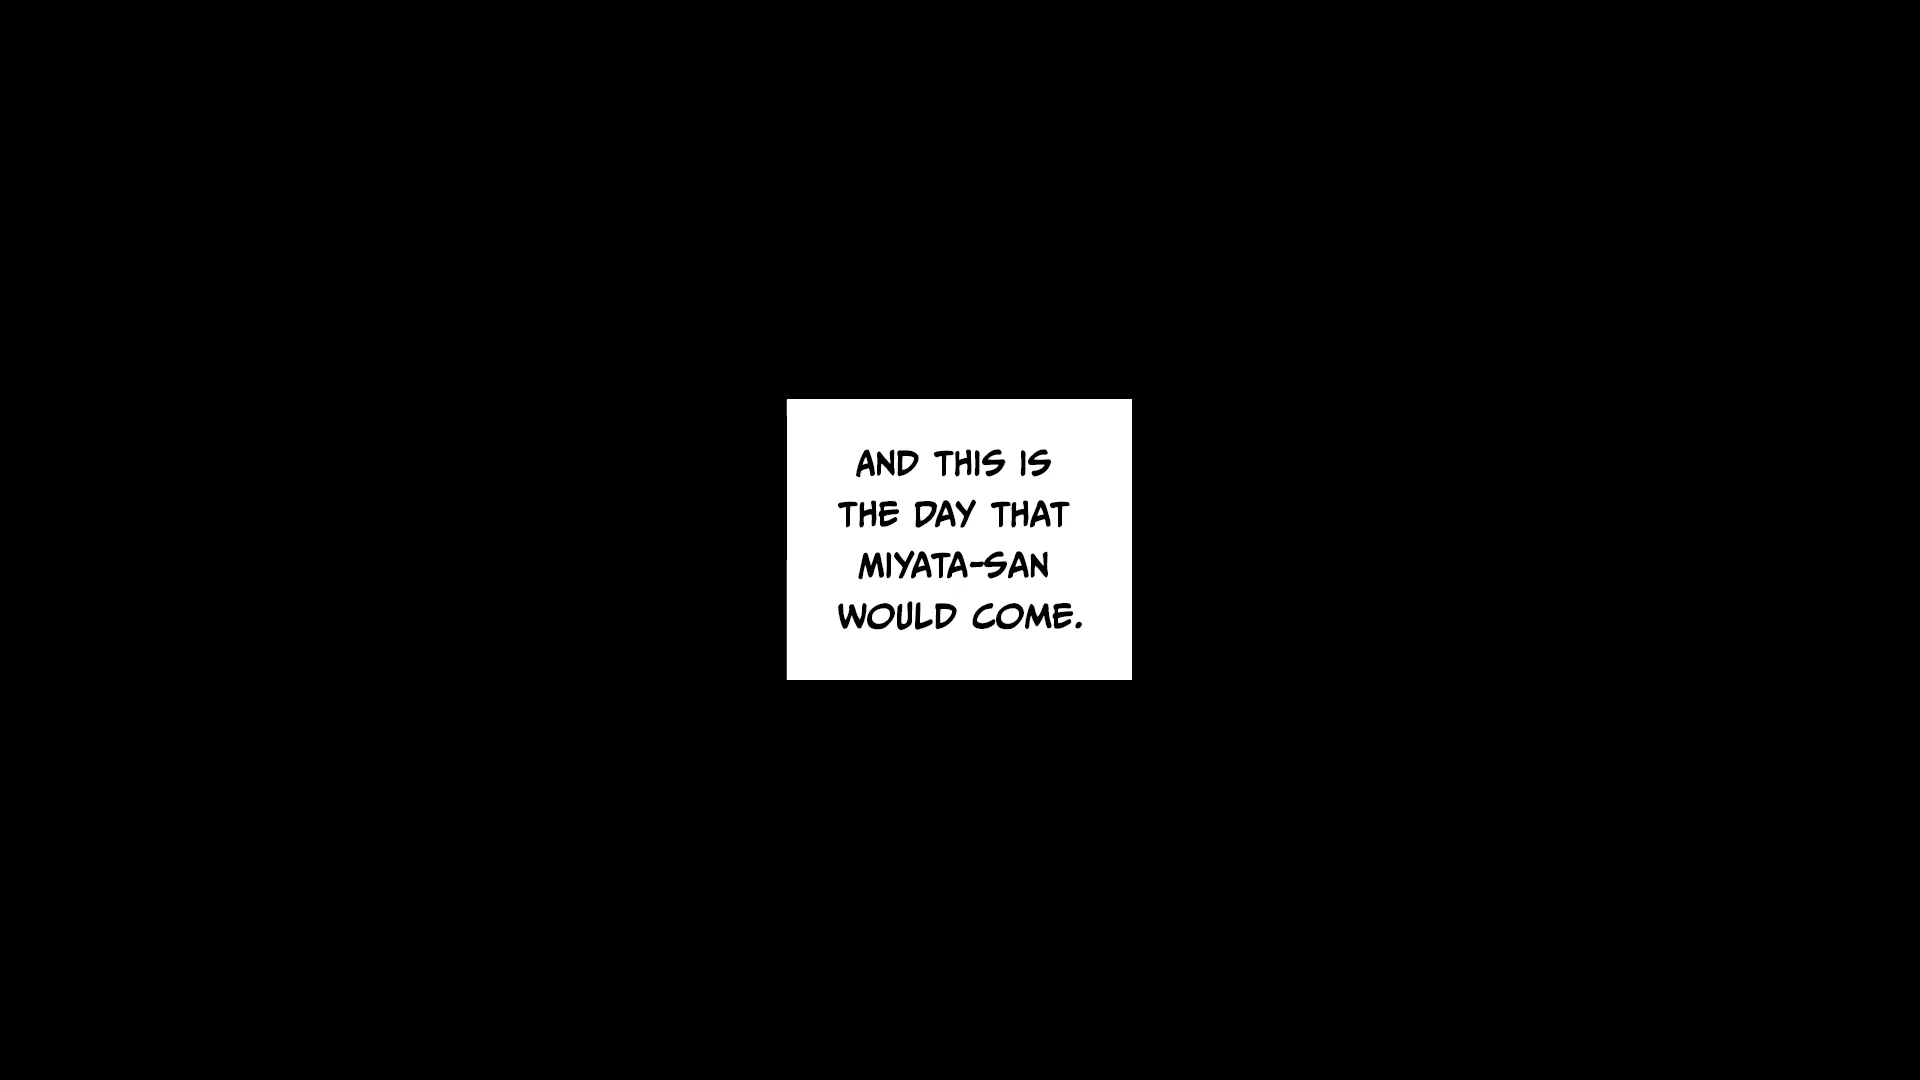 AND THIS IS
THE DAY THAT
MIYATA-SAN
WOULD COME.